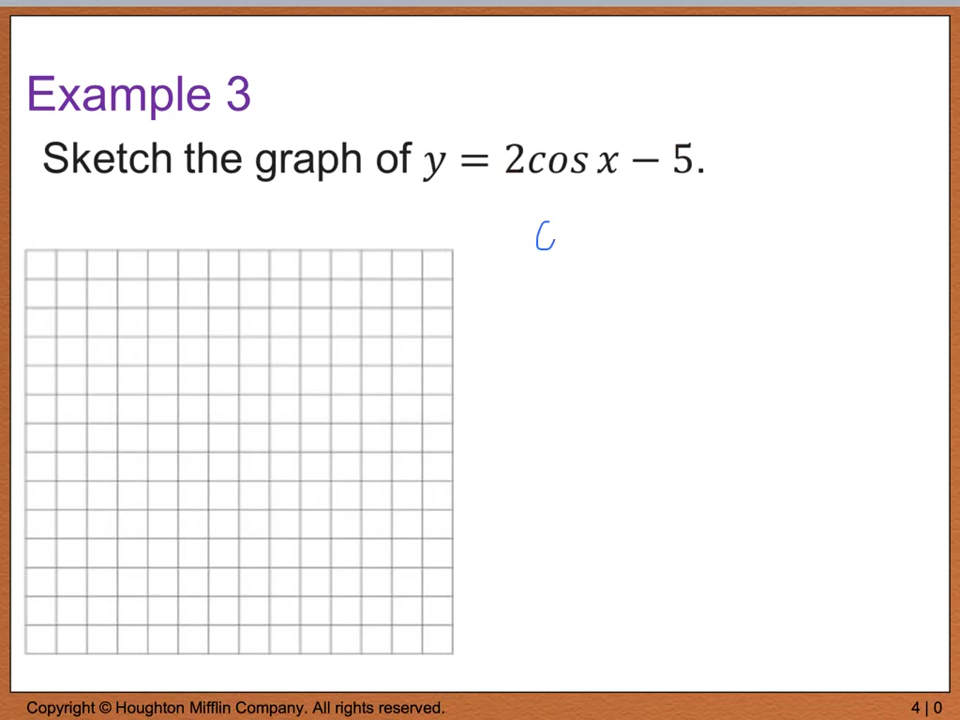 Example 3
Sketch the graph of y = 2cos x − 5.
C
Copyright © Houghton Mifflin Company. All rights reserved.
4 | 0